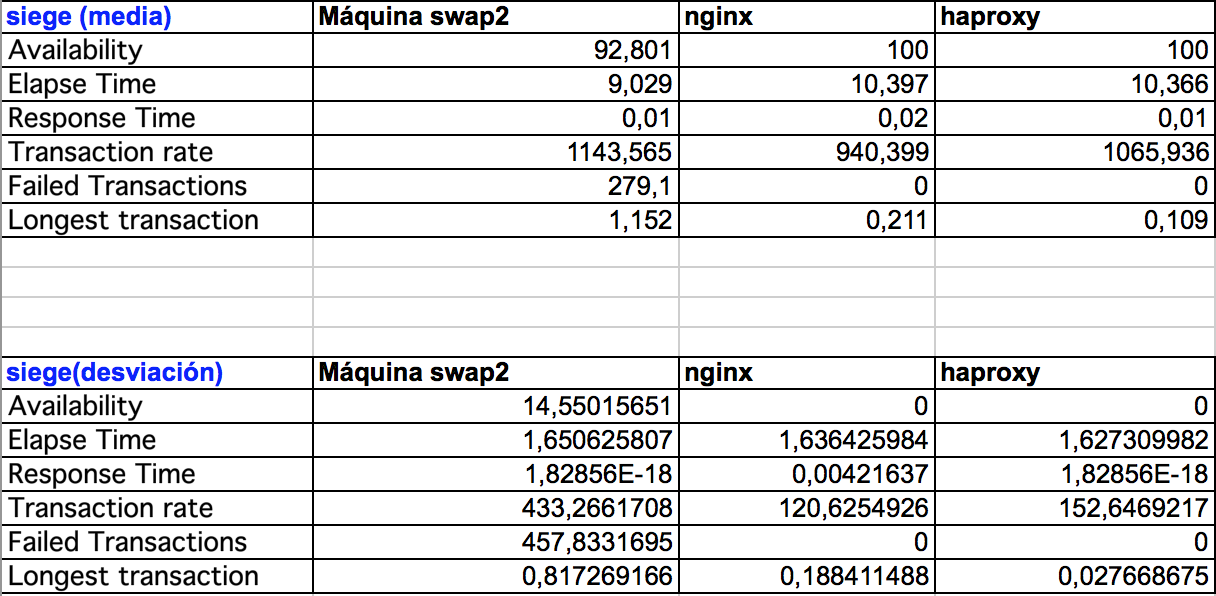 siege (media) Máquina swap2 nginx haproxy
Availability 92,801 100 100
Elapse Time 9,029 10,397 10,366
Response Time 0,01 0,02 0,01
Transaction rate 1143,565 940,399 1065,936
Failed Transactions 279,1 0 0
Longest transaction 1,152 0,211 0,109
siege(desviación) Máquina swap2 nginx haproxy
Availability 14,55015651 0 0
Elapse Time 1,650625807 1,636425984 1,627309982
Response Time 1,82856E-18 0,00421637 1,82856E-18
Transaction rate 433,2661708 120,6254926 152,6469217
Failed Transactions 457,8331695 0 0
Longest transaction 0,817269166 0,188411488 0,027668675